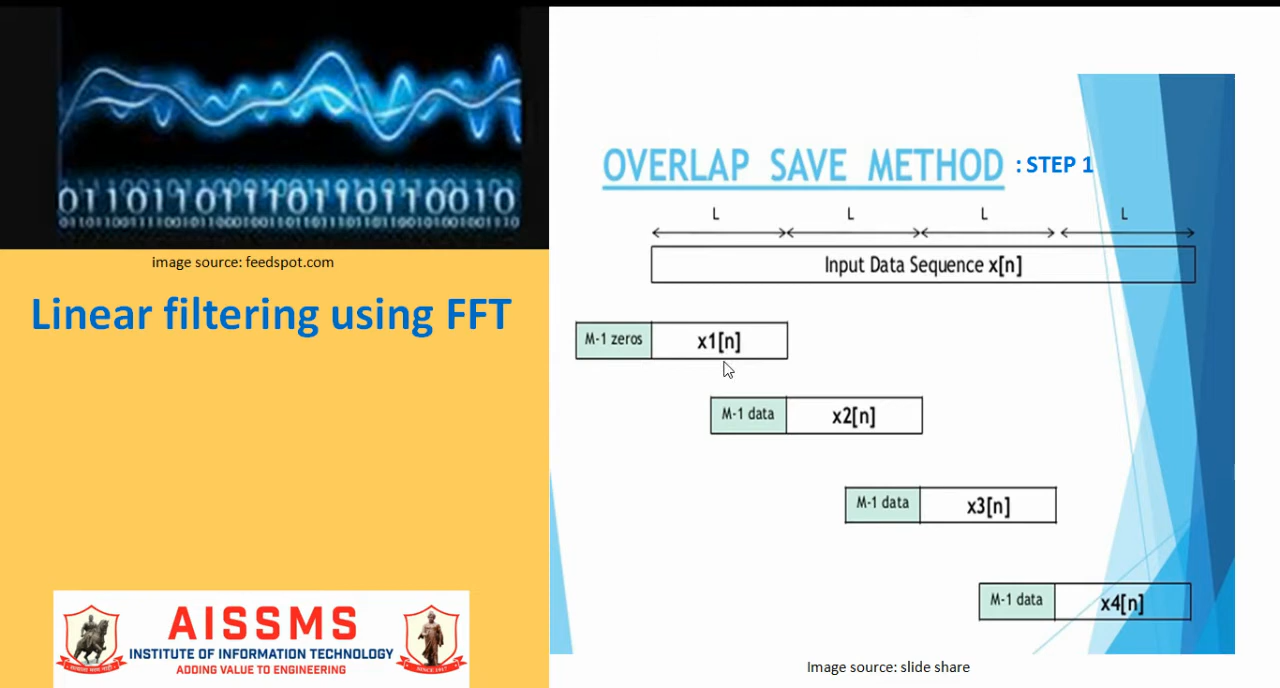 01101101110110110010
image source: feedspot.com
Linear filtering using FFT
AISSMS
INSTITUTE OF INFORMATION TECHNOLOGY
ADDING VALUE TO ENGINEERING
OVERLAP SAVE METHOD : STEP 1
L L L L
Input Data Sequence x[n]
M-1 zeros x1[n]
M-1 data x2[n]
M-1 data x3[n]
M-1 data x4[n]
Image source: slide share